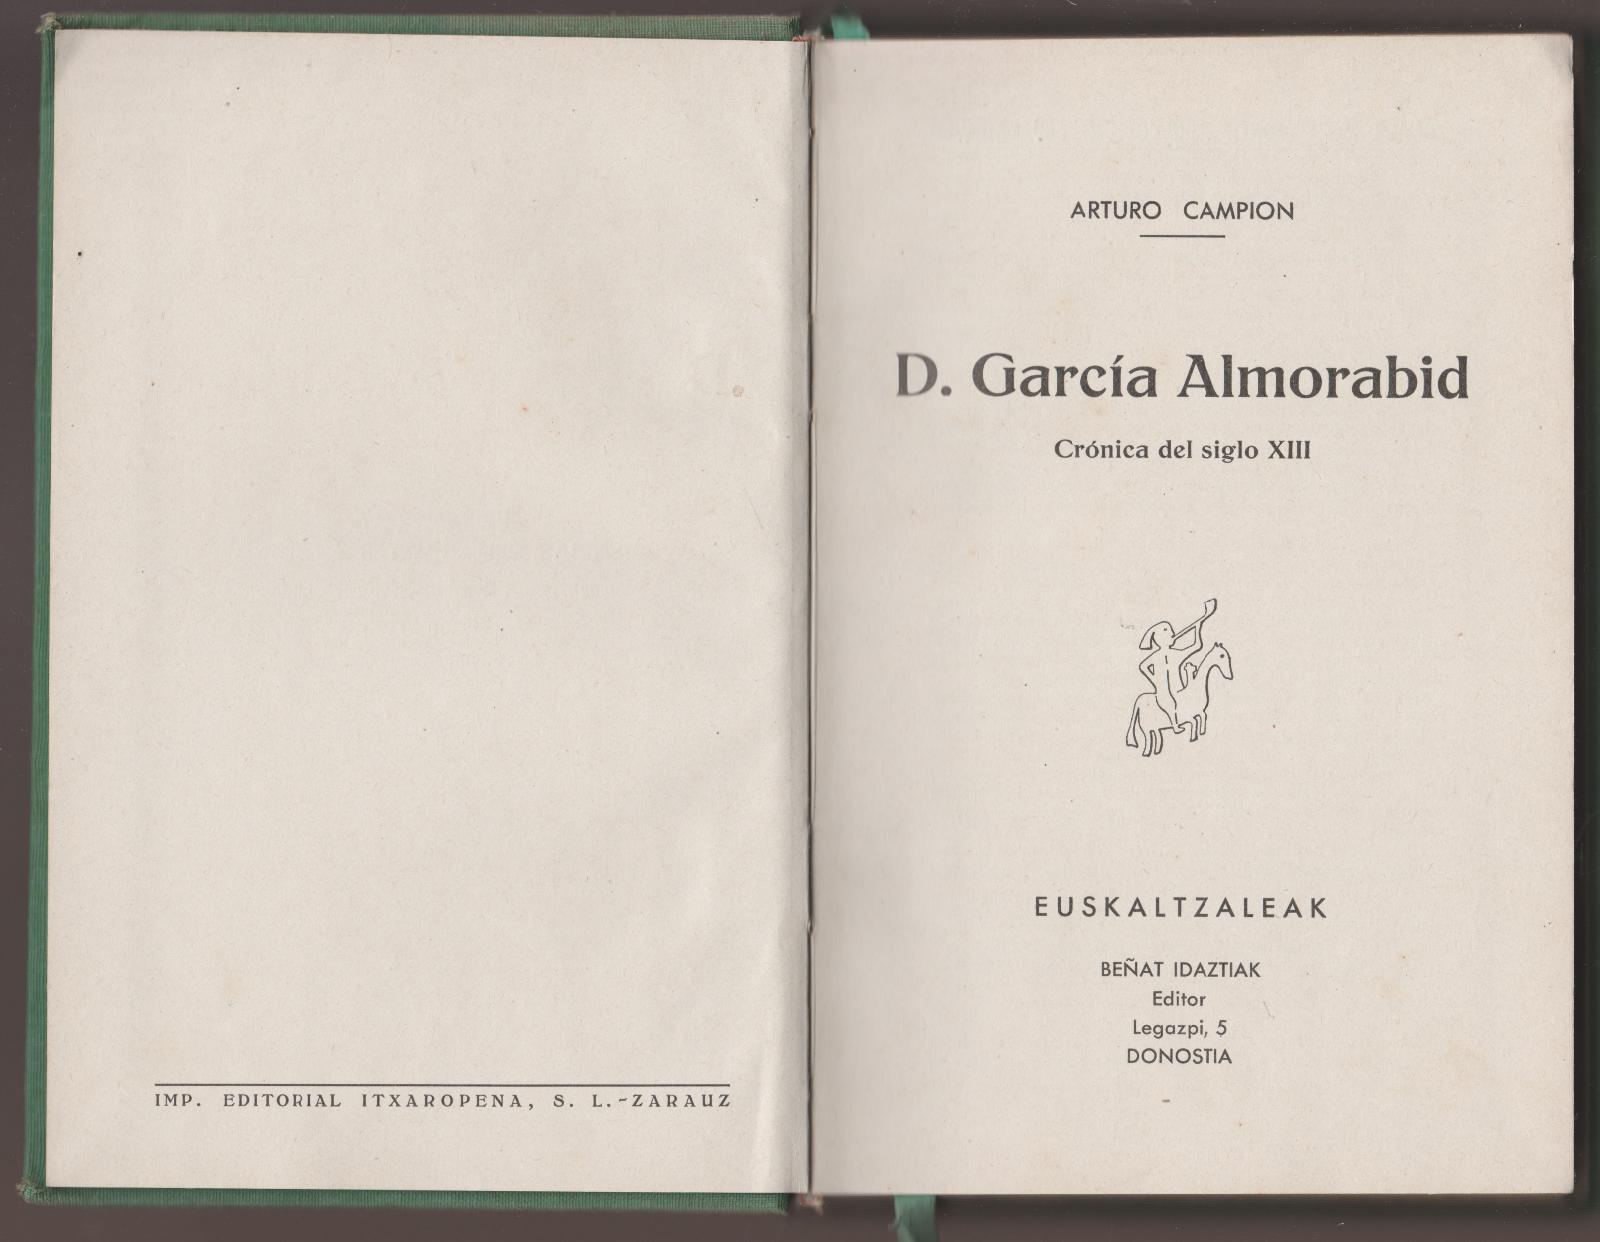 IMP. EDITORIAL ITXAROPENA, S. L.-ZARAUZ
ARTURO CAMPION
D. García Almorabid
Crónica del siglo XIII
EUSKALTZALEAK
BEÑAT IDAZTIAK
Editor
Legazpi, 5
DONOSTIA